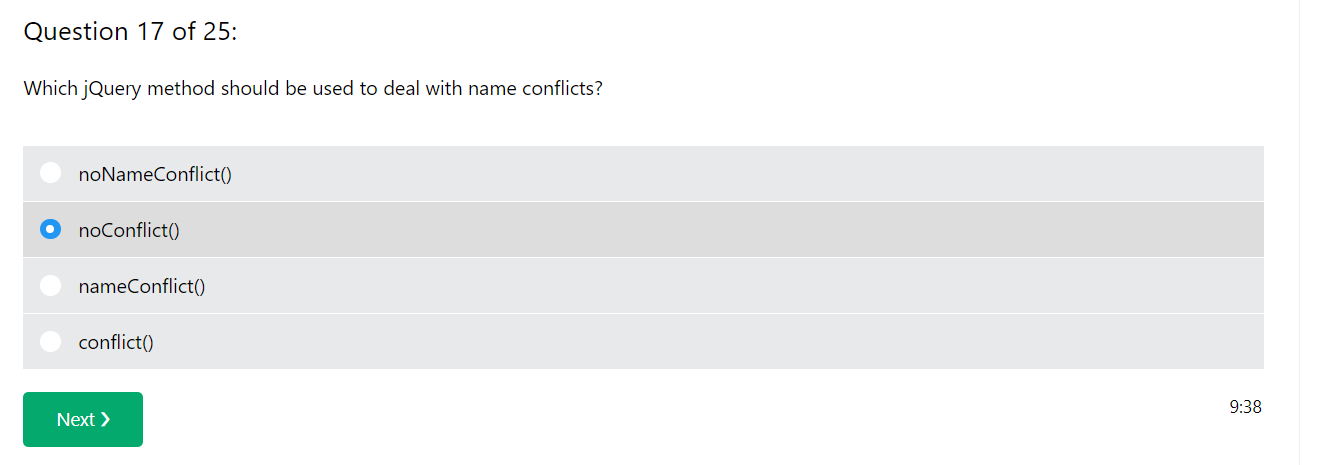 Question 17 of 25:
Which jQuery method should be used to deal with name conflicts?
noNameConflict()
noConflict()
nameConflict()
conflict()
Next ❯
9:38